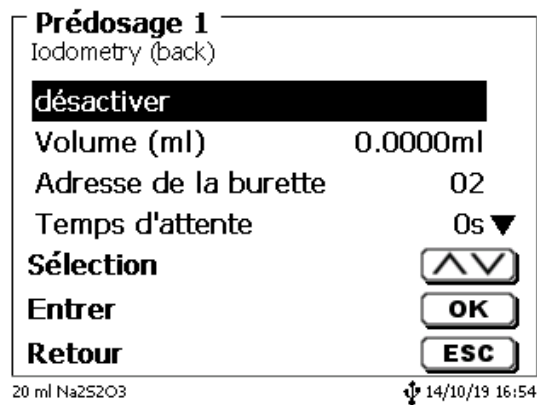 Prédosage 1
Iodometry (back)
désactiver
Volume (ml) 0.0000ml
Adresse de la burette 02
Temps d'attente 0s
Sélection
Entrer OK
Retour ESC
20 ml Na2S2O3 14/10/19 16:54